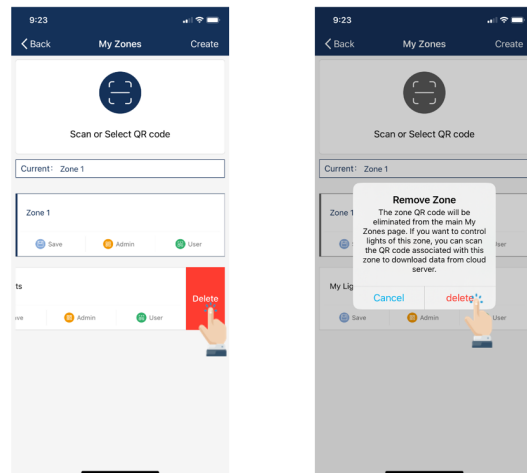 9:23
Back My Zones Create
Scan or Select QR code
Current: Zone 1
Zone 1
Save Admin User
ts
Delete
ve Admin User
9:23
Back My Zones Create
Scan or Select QR code
Current: Zone 1
Zone 1
Remove Zone
The zone QR code will be
eliminated from the main My
Zones page. If you want to control
lights of this zone, you can scan
the QR code associated with this
zone to download data from cloud
server.
User
My Lig
Cancel delete
Save Admin User